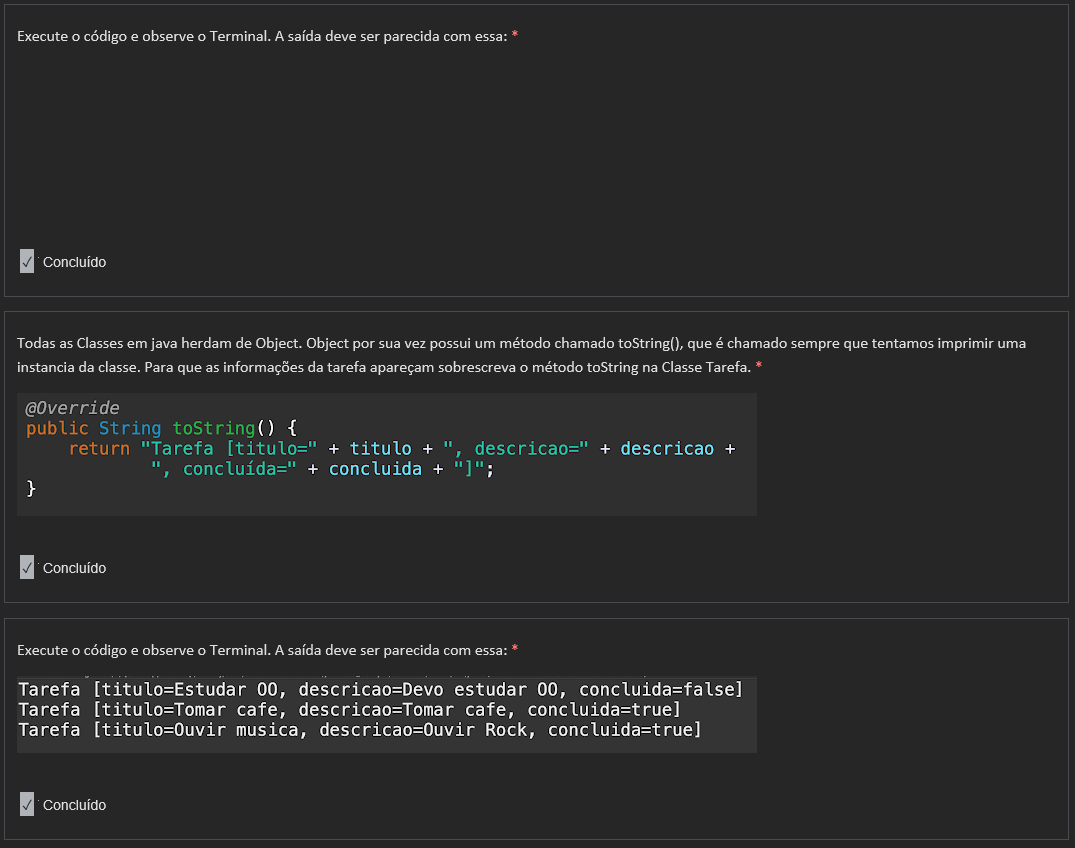 Execute o código e observe o Terminal. A saída deve ser parecida com essa: *
✓ Concluído
Todas as Classes em java herdam de Object. Object por sua vez possui um método chamado toString(), que é chamado sempre que tentamos imprimir uma
instancia da classe. Para que as informações da tarefa apareçam sobrescreva o método toString na Classe Tarefa. *
@Override
public String toString() {
    return "Tarefa [titulo=" + titulo + ", descricao=" + descricao +
            ", concluída=" + concluida + "]";
}
✓ Concluído
Execute o código e observe o Terminal. A saída deve ser parecida com essa: *
Tarefa [titulo=Estudar OO, descricao=Devo estudar OO, concluida=false]
Tarefa [titulo=Tomar cafe, descricao=Tomar cafe, concluida=true]
Tarefa [titulo=Ouvir musica, descricao=Ouvir Rock, concluida=true]
✓ Concluído